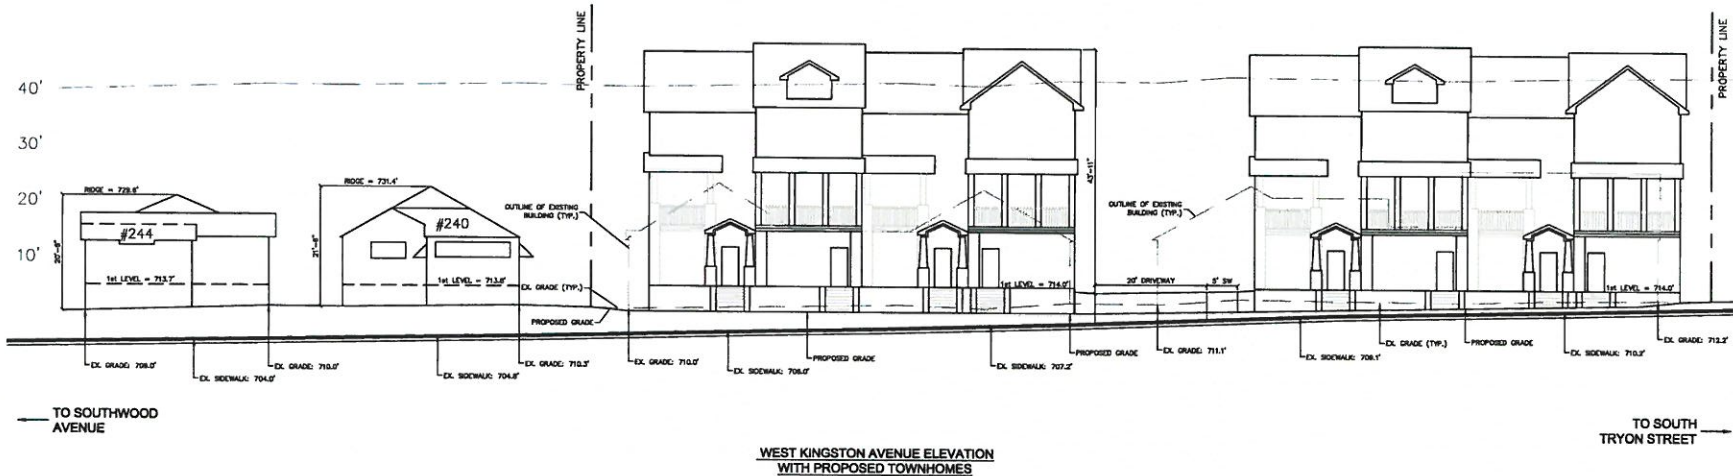 PROPERTY LINE
PROPERTY LINE
40'
30'
20'
10'
RIDGE = 729.6'
#244
20'-6"
1st LEVEL = 713.7'
RIDGE = 731.4'
#240
21'-6"
1st LEVEL = 713.8'
OUTLINE OF EXISTING
BUILDING (TYP.)
EX. GRADE (TYP.)
PROPOSED GRADE
1st LEVEL = 714.0'
43'-11"
20' DRIVEWAY
5' SW
OUTLINE OF EXISTING
BUILDING (TYP.)
1st LEVEL = 714.0'
EX. GRADE: 709.0'
EX. SIDEWALK: 704.0'
EX. GRADE: 710.0'
EX. SIDEWALK: 704.8'
EX. GRADE: 710.3'
EX. GRADE: 710.0'
EX. SIDEWALK: 706.0'
PROPOSED GRADE
EX. SIDEWALK: 707.2'
PROPOSED GRADE
EX. GRADE: 711.1'
EX. SIDEWALK: 709.1'
EX. GRADE (TYP.)
PROPOSED GRADE
EX. SIDEWALK: 710.2'
EX. GRADE: 712.2'
TO SOUTHWOOD
AVENUE
TO SOUTH
TRYON STREET
WEST KINGSTON AVENUE ELEVATION
WITH PROPOSED TOWNHOMES